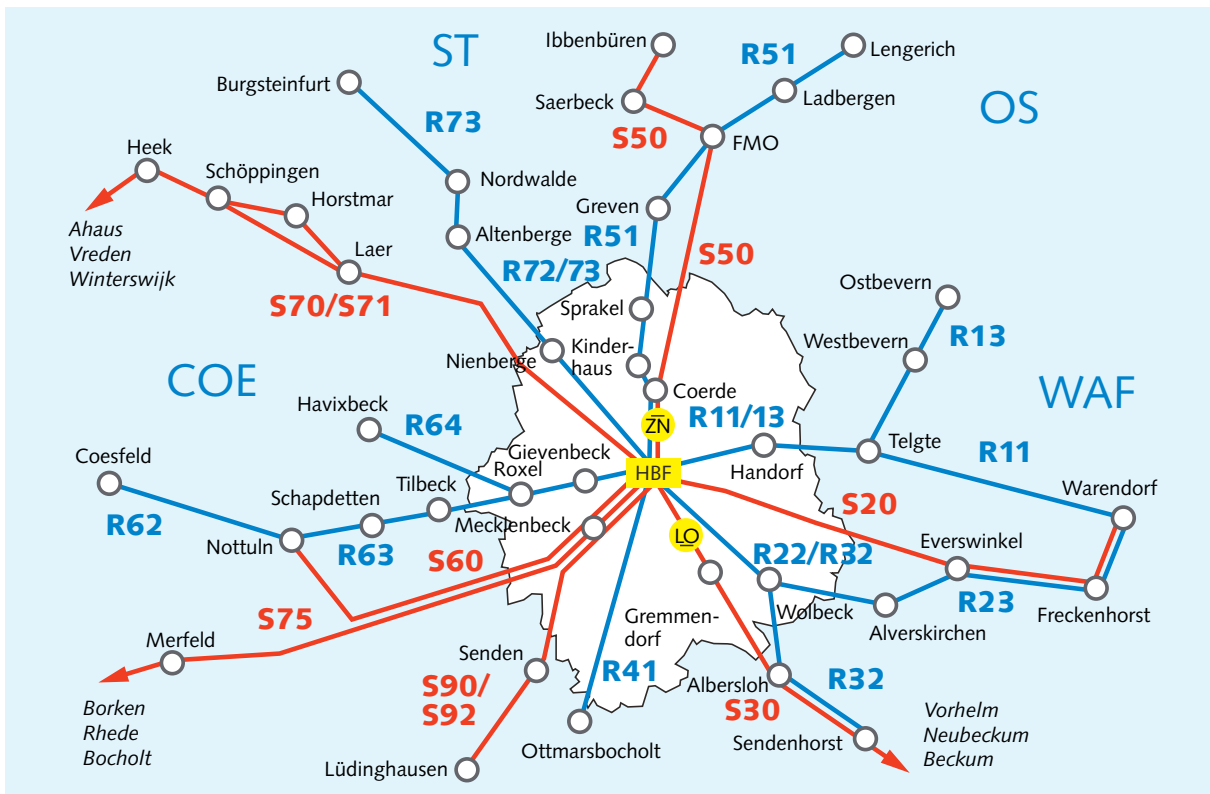 ST
Ibbenbüren
R51
Lengerich
Burgsteinfurt
Saerbeck
Ladbergen
OS
R73
S50
FMO
Heek
Schöppingen
Nordwalde
Horstmar
Greven
Ahaus
Vreden
Winterswijk
Laer
Altenberge
R51
S50
R72/73
S70/S71
Ostbevern
Sprakel
Westbevern
R13
Nienberge
Kinder-
haus
COE
Coerde
WAF
Havixbeck
R64
ZN
R11/13
Telgte
R11
Coesfeld
Gievenbeck
Roxel
HBF
Handorf
Tilbeck
Schapdetten
Warendorf
R62
Mecklenbeck
S20
Nottuln
R63
S60
LO
R22/R32
Everswinkel
Wolbeck
R23
Freckenhorst
S75
Gremmen-
dorf
Alverskirchen
Merfeld
Senden
R41
Albersloh
R32
S90/
S92
S30
Borken
Rhede
Bocholt
Vorhelm
Neubeckum
Beckum
Sendenhorst
Ottmarsbocholt
Lüdinghausen